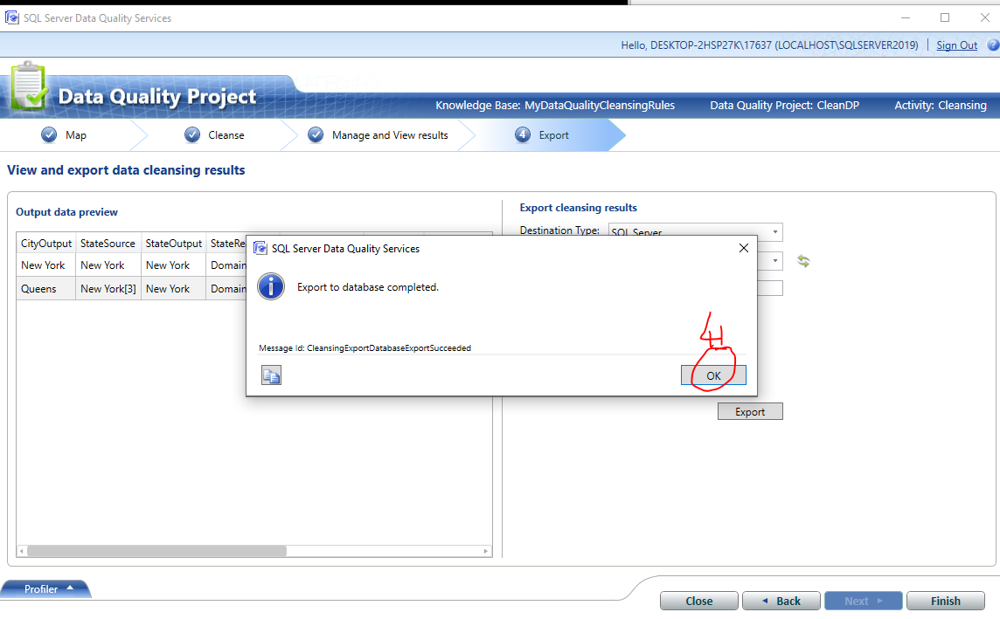 SQL Server Data Quality Services
Hello, DESKTOP-2HSP27K\17637 (LOCALHOST\SQLSERVER2019) | Sign Out ?
Data Quality Project
Knowledge Base: MyDataQualityCleansingRules Data Quality Project: CleanDP Activity: Cleansing
Map Cleanse Manage and View results 4 Export
View and export data cleansing results
Output data preview
CityOutput StateSource StateOutput StateRe
New York New York New York Domain
Queens New York[3] New York Domain
Export cleansing results
Destination Type: SQL Server
SQL Server Data Quality Services
Export to database completed.
Message Id: CleansingExportDatabaseExportSucceeded
41
OK
Export
Profiler
Close Back Next Finish